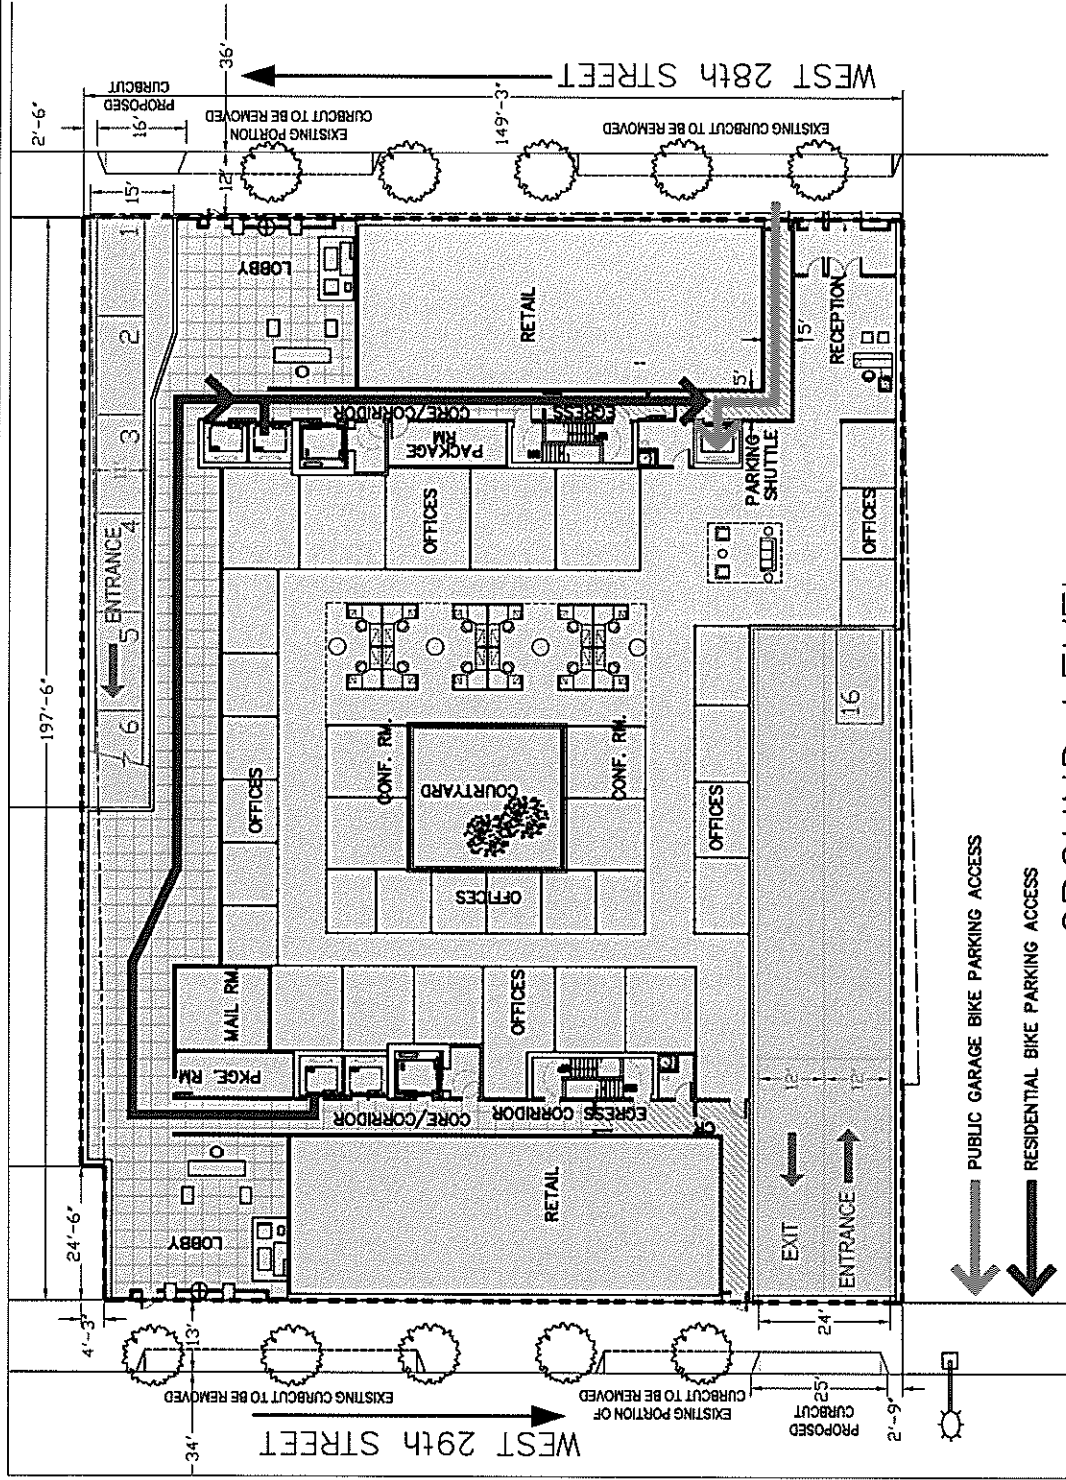 2'-6"
36'
PROPOSED
CURBCUT
16'
12'
EXISTING PORTION
CURBCUT TO BE REMOVED
149'-3"
WEST 28th STREET
EXISTING CURBCUT TO BE REMOVED
15'
197'-6"
1
2
3
4
5
6
7
ENTRANCE
LOBBY
RETAIL
5'
5'
RECEPTION
CORE/CORRIDOR
EGRESS
PACKAGE
RM
PARKING
SHUTTLE
OFFICES
OFFICES
CONF. RM.
COURTYARD
CONF. RM.
OFFICES
OFFICES
OFFICES
16
MAIL RM.
OFFICES
PKGE. RM
CORE/CORRIDOR
EGRESS CORRIDOR
CR
12'
12'
LOBBY
RETAIL
EXIT
ENTRANCE
24'-6"
4'-3"
13'
34'
24'
25'
2'-9"
EXISTING CURBCUT TO BE REMOVED
EXISTING PORTION OF
CURBCUT TO BE REMOVED
PROPOSED
CURBCUT
WEST 29th STREET
PUBLIC GARAGE BIKE PARKING ACCESS
RESIDENTIAL BIKE PARKING ACCESS